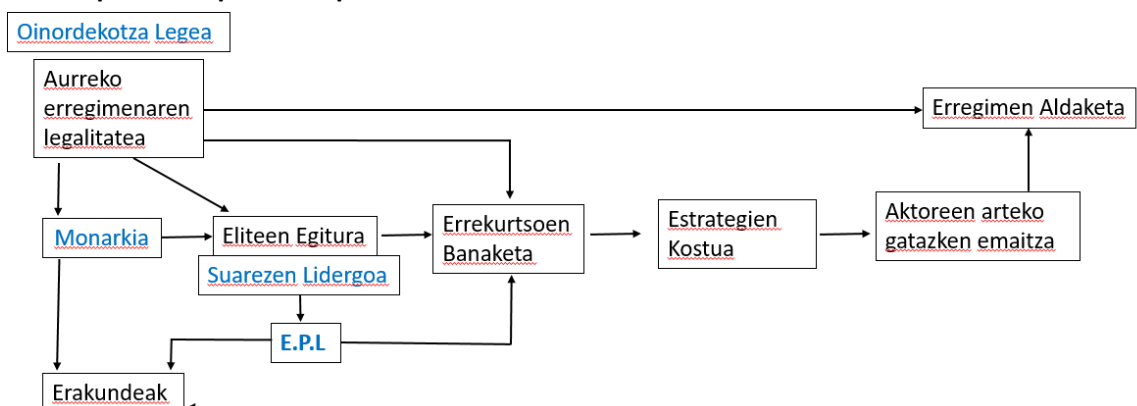 Oinordekotza Legea
Aurreko
erregimenaren
legalitatea
Erregimen Aldaketa
Monarkia
Eliteen Egitura
Suarezen Lidergoa
Errekurtsoen
Banaketa
Estrategien
Kostua
Aktoreen arteko
gatazken emaitza
E.P.L
Erakundeak